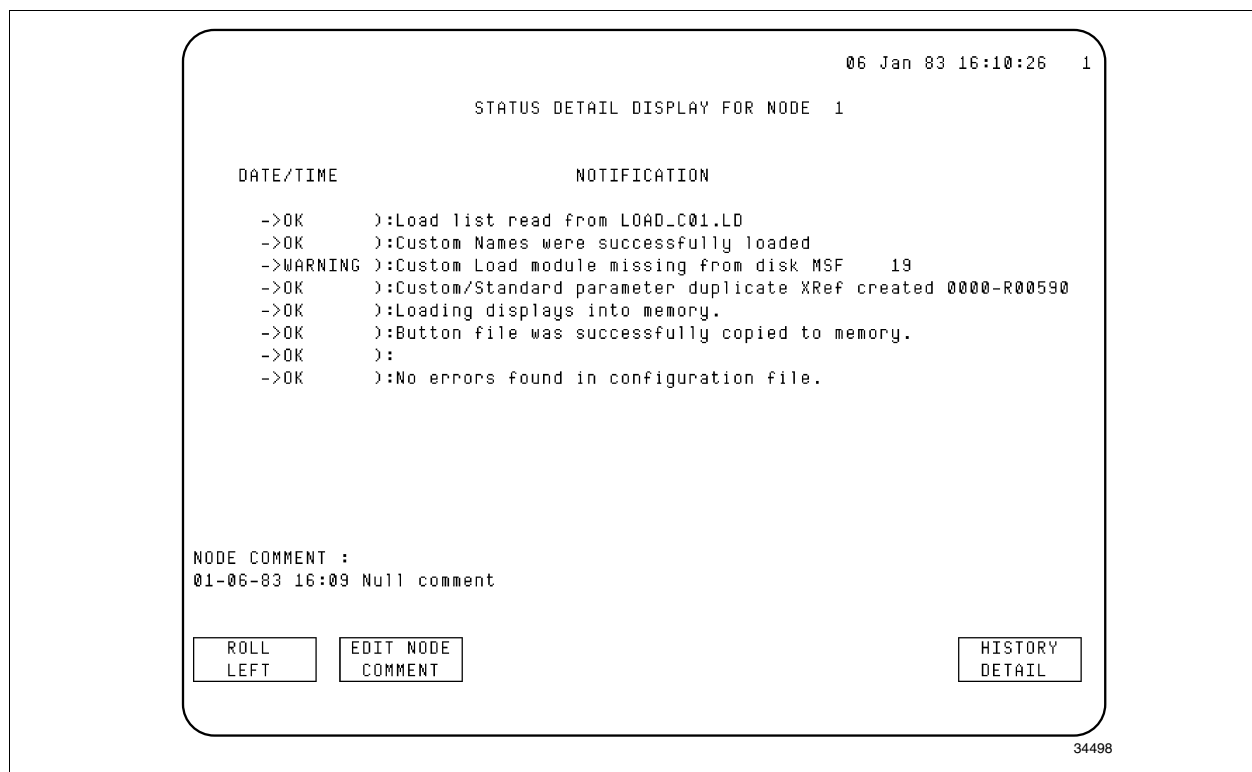 06 Jan 83 16:10:26 1
STATUS DETAIL DISPLAY FOR NODE 1
DATE/TIME NOTIFICATION
->OK ):Load list read from LOAD_C01.LD
->OK ):Custom Names were successfully loaded
->WARNING ):Custom Load module missing from disk MSF 19
->OK ):Custom/Standard parameter duplicate XRef created 0000-R00590
->OK ):Loading displays into memory.
->OK ):Button file was successfully copied to memory.
->OK ):
->OK ):No errors found in configuration file.
NODE COMMENT :
01-06-83 16:09 Null comment
ROLL LEFT
EDIT NODE COMMENT
HISTORY DETAIL
34498